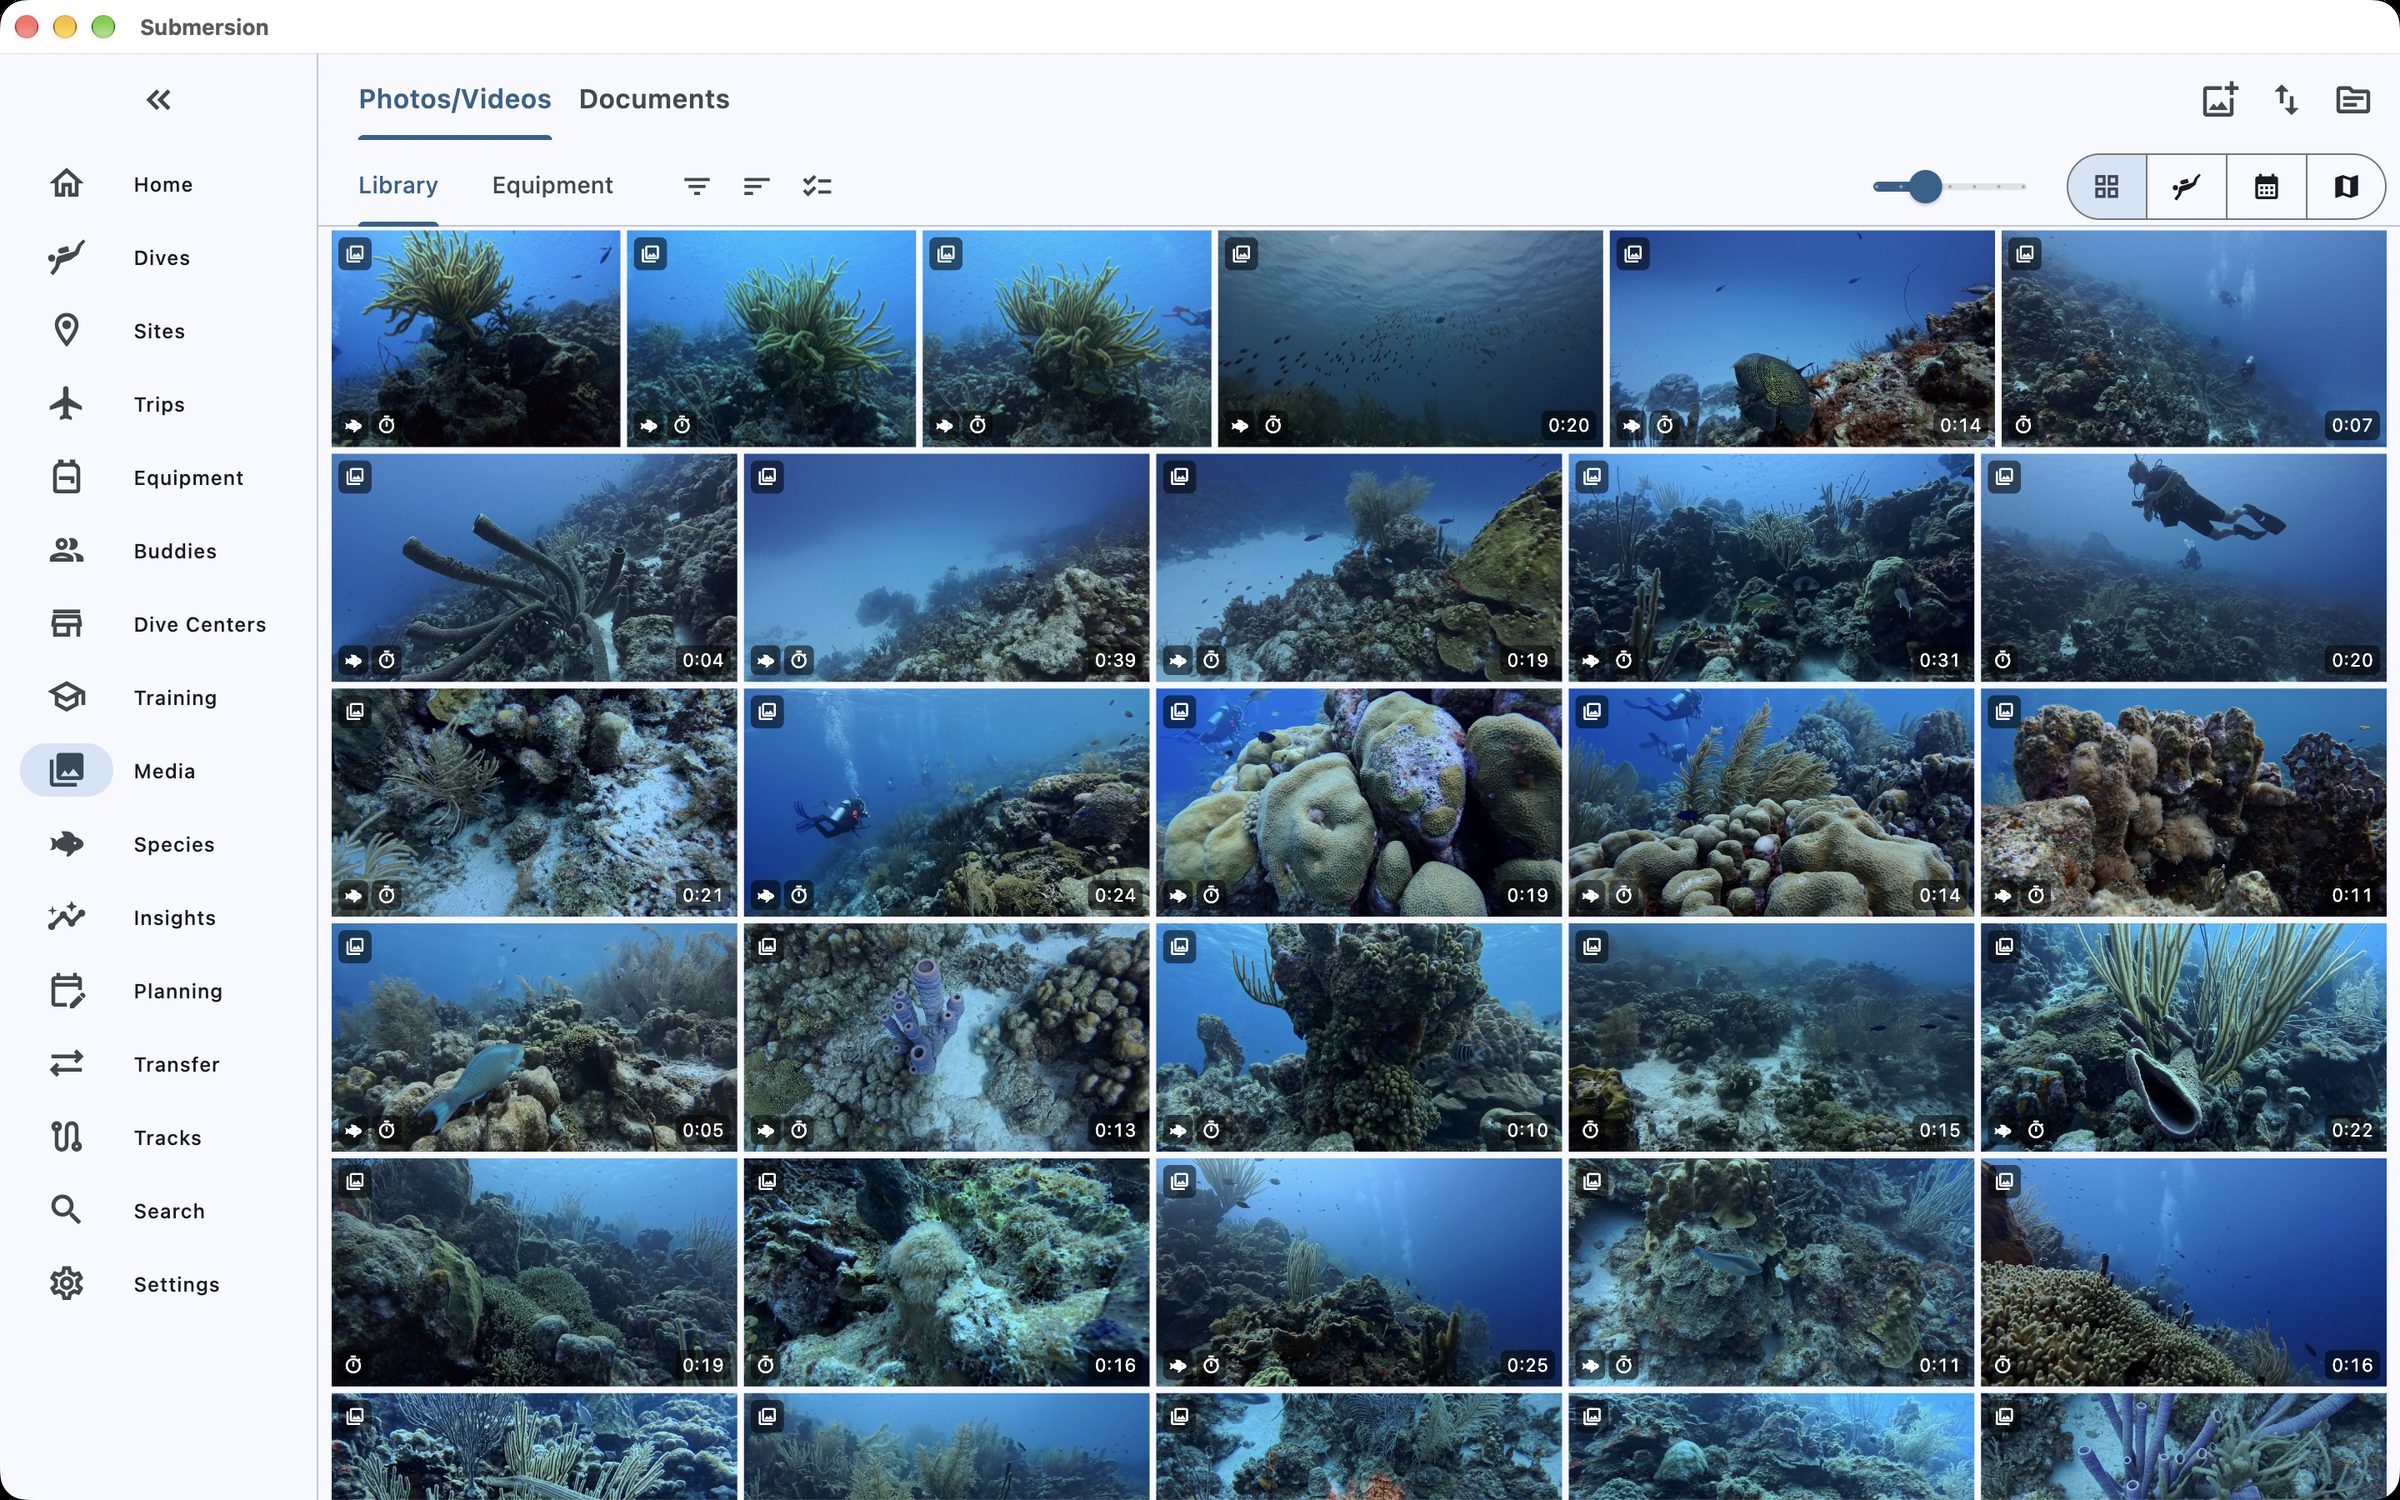 Submersion
Photos/Videos
Documents
Home
Library
Equipment
Dives
Sites
Trips
Equipment
Buddies
Dive Centers
Training
Media
Species
Insights
Planning
Transfer
Tracks
Search
Settings
0:20
0:14
0:07
0:04
0:39
0:19
0:31
0:20
0:21
0:24
0:19
0:14
0:11
0:05
0:13
0:10
0:15
0:22
0:19
0:16
0:25
0:11
0:16